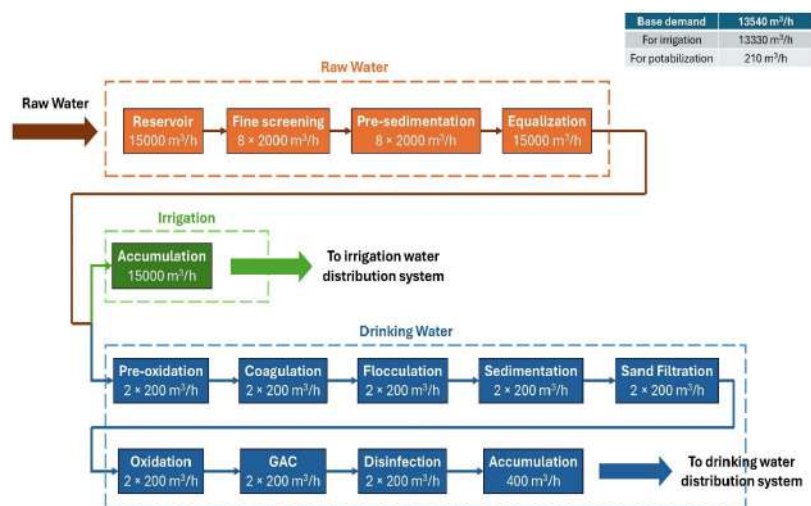 Base demand 13540 m³/h
For irrigation 13330 m³/h
For potabilization 210 m³/h
Raw Water
Raw Water
Reservoir
15000 m³/h
Fine screening
8 × 2000 m³/h
Pre-sedimentation
8 × 2000 m³/h
Equalization
15000 m³/h
Irrigation
Accumulation
15000 m³/h
To irrigation water
distribution system
Drinking Water
Pre-oxidation
2 × 200 m³/h
Coagulation
2 × 200 m³/h
Flocculation
2 × 200 m³/h
Sedimentation
2 × 200 m³/h
Sand Filtration
2 × 200 m³/h
Oxidation
2 × 200 m³/h
GAC
2 × 200 m³/h
Disinfection
2 × 200 m³/h
Accumulation
400 m³/h
To drinking water
distribution system